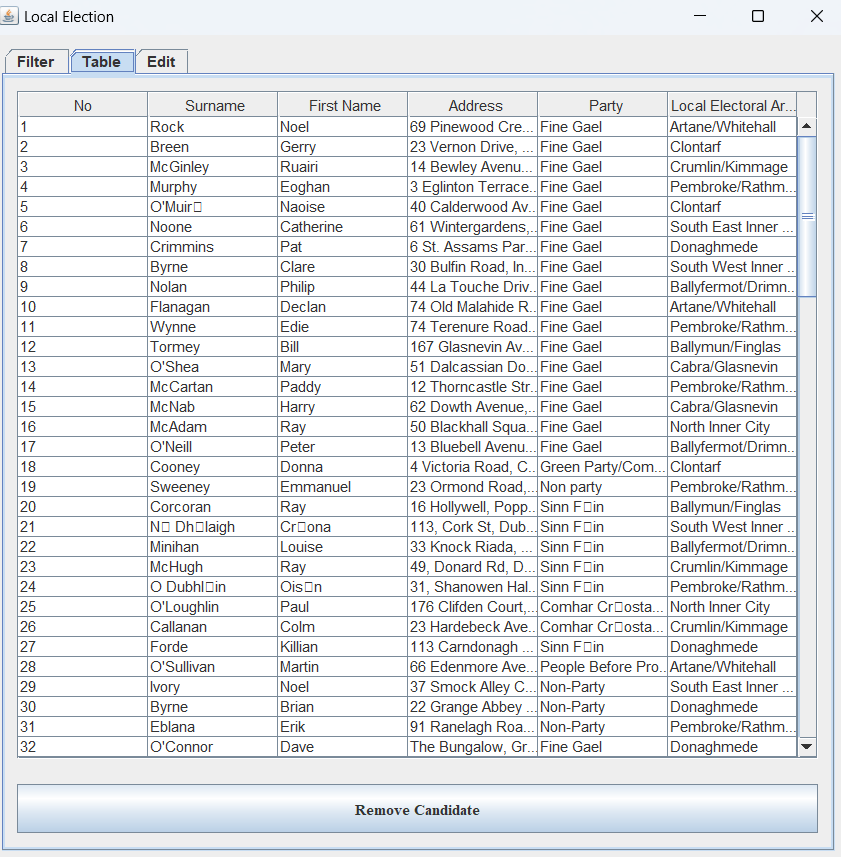 Local Election
Filter Table Edit
No Surname First Name Address Party Local Electoral Ar...
1 Rock Noel 69 Pinewood Cre... Fine Gael Artane/Whitehall
2 Breen Gerry 23 Vernon Drive, ... Fine Gael Clontarf
3 McGinley Ruairi 14 Bewley Avenu... Fine Gael Crumlin/Kimmage
4 Murphy Eoghan 3 Eglinton Terrace... Fine Gael Pembroke/Rathm...
5 O'Muir□ Naoise 40 Calderwood Av... Fine Gael Clontarf
6 Noone Catherine 61 Wintergardens,... Fine Gael South East Inner ...
7 Crimmins Pat 6 St. Assams Par... Fine Gael Donaghmede
8 Byrne Clare 30 Bulfin Road, In... Fine Gael South West Inner ...
9 Nolan Philip 44 La Touche Driv... Fine Gael Ballyfermot/Drimn...
10 Flanagan Declan 74 Old Malahide R... Fine Gael Artane/Whitehall
11 Wynne Edie 74 Terenure Road... Fine Gael Pembroke/Rathm...
12 Tormey Bill 167 Glasnevin Av... Fine Gael Ballymun/Finglas
13 O'Shea Mary 51 Dalcassian Do... Fine Gael Cabra/Glasnevin
14 McCartan Paddy 12 Thorncastle Str... Fine Gael Pembroke/Rathm...
15 McNab Harry 62 Dowth Avenue,... Fine Gael Cabra/Glasnevin
16 McAdam Ray 50 Blackhall Squa... Fine Gael North Inner City
17 O'Neill Peter 13 Bluebell Avenu... Fine Gael Ballyfermot/Drimn...
18 Cooney Donna 4 Victoria Road, C... Green Party/Com... Clontarf
19 Sweeney Emmanuel 23 Ormond Road,... Non party Pembroke/Rathm...
20 Corcoran Ray 16 Hollywell, Popp... Sinn F□in Ballymun/Finglas
21 N□ Dh□laigh Cr□ona 113, Cork St, Dub... Sinn F□in South West Inner ...
22 Minihan Louise 33 Knock Riada, ... Sinn F□in Ballyfermot/Drimn...
23 McHugh Ray 49, Donard Rd, D... Sinn F□in Crumlin/Kimmage
24 O Dubhl□in Ois□n 31, Shanowen Hal... Sinn F□in Pembroke/Rathm...
25 O'Loughlin Paul 176 Clifden Court,... Comhar Cr□osta... North Inner City
26 Callanan Colm 23 Hardebeck Ave... Comhar Cr□osta... Crumlin/Kimmage
27 Forde Killian 113 Carndonagh ... Sinn F□in Donaghmede
28 O'Sullivan Martin 66 Edenmore Ave... People Before Pro... Artane/Whitehall
29 Ivory Noel 37 Smock Alley C... Non-Party South East Inner ...
30 Byrne Brian 22 Grange Abbey ... Non-Party Donaghmede
31 Eblana Erik 91 Ranelagh Roa... Non-Party Pembroke/Rathm...
32 O'Connor Dave The Bungalow, Gr... Fine Gael Donaghmede
Remove Candidate